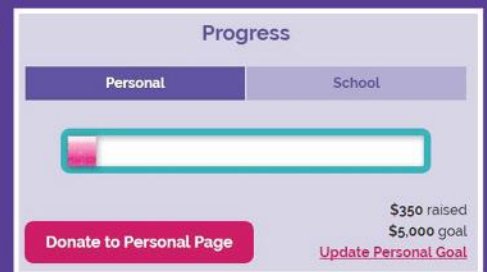 Progress
Personal School
$350 raised
$5,000 goal
Donate to Personal Page
Update Personal Goal